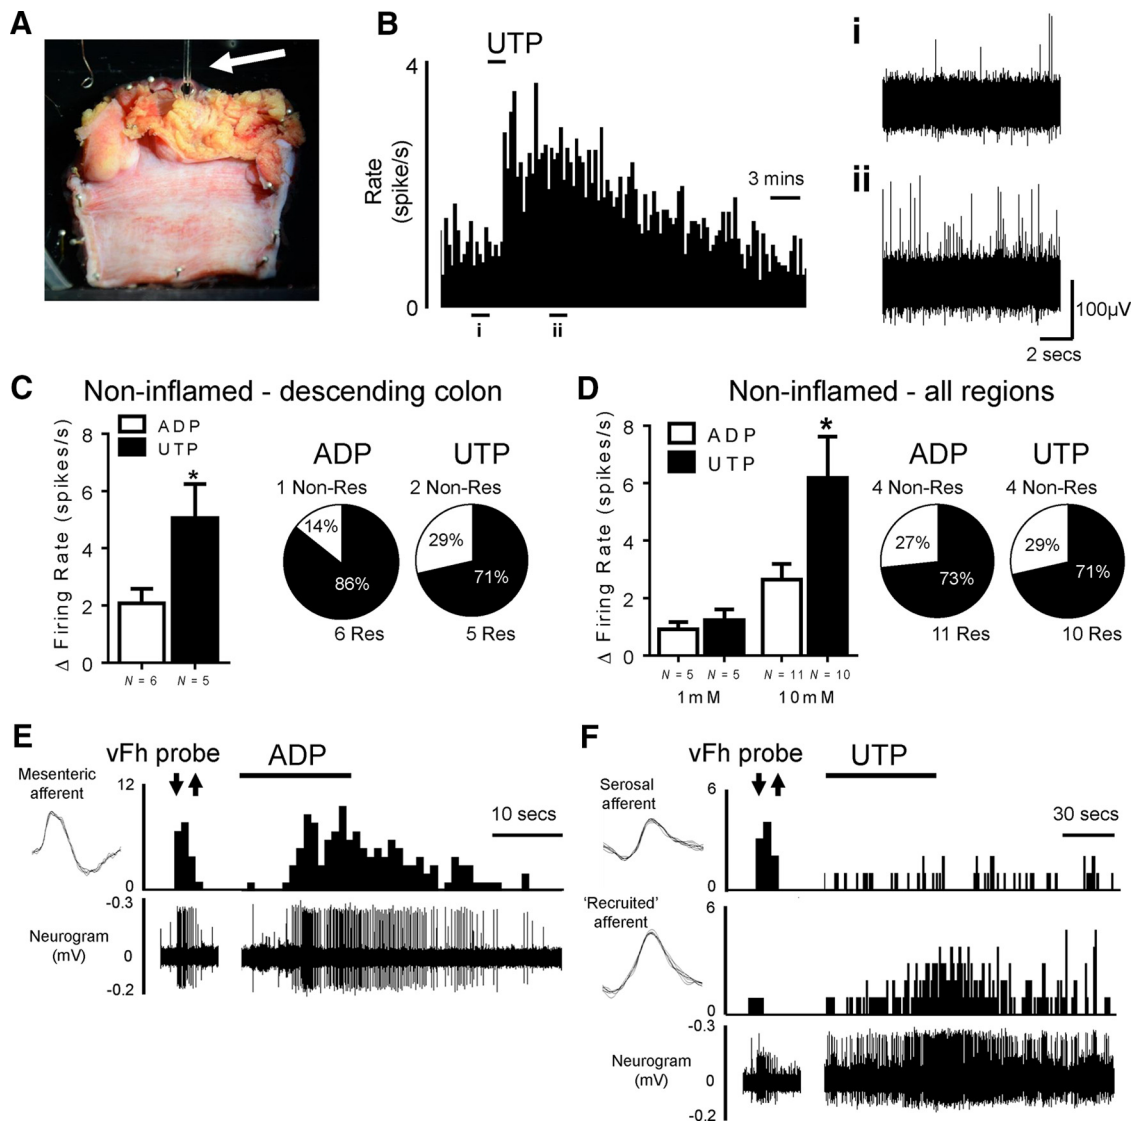 A
B
UTP
4
Rate
(spike/s)
0
3 mins
i
ii
i
ii
100µV
2 secs
C
Non-inflamed - descending colon
Δ Firing Rate (spikes/s)
8
6
4
2
0
ADP
UTP
*
N = 6
N = 5
ADP
UTP
1 Non-Res
2 Non-Res
14%
86%
29%
71%
6 Res
5 Res
D
Non-inflamed - all regions
Δ Firing Rate (spikes/s)
8
6
4
2
0
ADP
UTP
*
N = 5
N = 5
N = 11
N = 10
1mM
10mM
ADP
UTP
4 Non-Res
4 Non-Res
27%
73%
29%
71%
11 Res
10 Res
E
vFh probe
ADP
Mesenteric
afferent
12
0
10 secs
Neurogram
(mV)
-0.3
0
-0.2
F
vFh probe
UTP
Serosal
afferent
6
0
30 secs
'Recruited'
afferent
6
0
Neurogram
(mV)
-0.3
0
-0.2